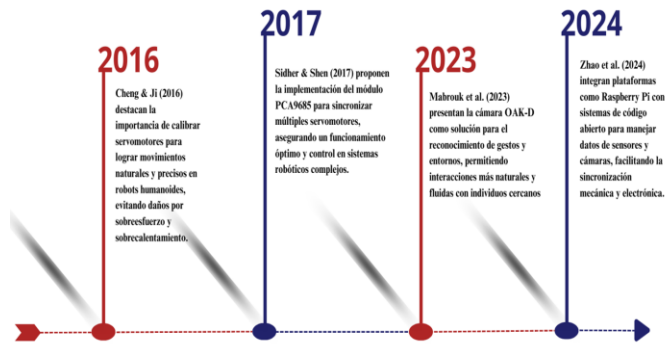 2016
Cheng & Ji (2016)
destacan la
importancia de calibrar
servomotores para
lograr movimientos
naturales y precisos en
robots humanoides,
evitando daños por
sobreesfuerzo y
sobrecalentamiento.
2017
Sidher & Shen (2017) proponen
la implementación del módulo
PCA9685 para sincronizar
múltiples servomotores,
asegurando un funcionamiento
óptimo y control en sistemas
robóticos complejos.
2023
Mabrouk et al. (2023)
presentan la cámara OAK-D
como solución para el
reconocimiento de gestos y
entornos, permitiendo
interacciones más naturales y
fluidas con individuos cercanos
2024
Zhao et al. (2024)
integran plataformas
como Raspberry Pi con
sistemas de código
abierto para manejar
datos de sensores y
cámaras, facilitando la
sincronización
mecánica y electrónica.